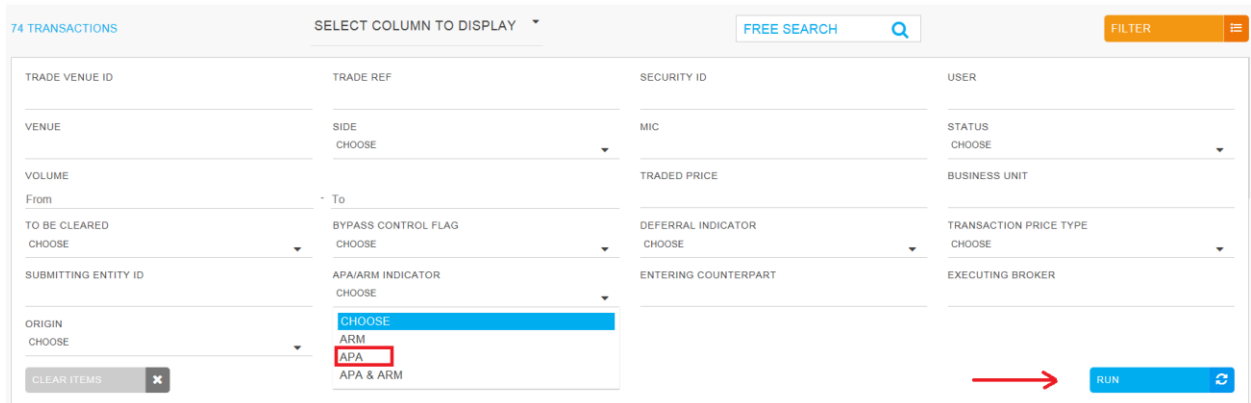 74 TRANSACTIONS
SELECT COLUMN TO DISPLAY
FREE SEARCH
FILTER
TRADE VENUE ID
TRADE REF
SECURITY ID
USER
VENUE
SIDE
CHOOSE
MIC
STATUS
CHOOSE
VOLUME
From
- To
TRADED PRICE
BUSINESS UNIT
TO BE CLEARED
CHOOSE
BYPASS CONTROL FLAG
CHOOSE
DEFERRAL INDICATOR
CHOOSE
TRANSACTION PRICE TYPE
CHOOSE
SUBMITTING ENTITY ID
APA/ARM INDICATOR
CHOOSE
ENTERING COUNTERPART
EXECUTING BROKER
ORIGIN
CHOOSE
CHOOSE
ARM
APA
APA & ARM
CLEAR ITEMS
RUN